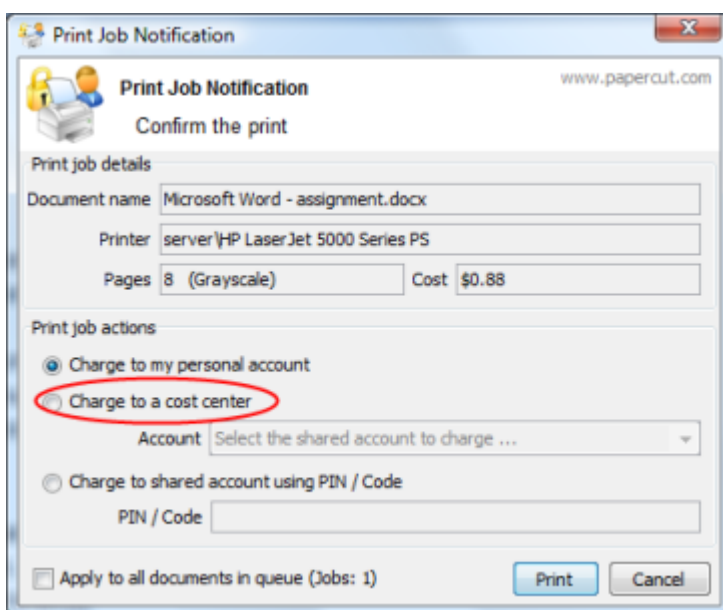 Print Job Notification
www.papercut.com
Print Job Notification
Confirm the print
Print job details
Document name Microsoft Word - assignment.docx
Printer server\HP LaserJet 5000 Series PS
Pages 8 (Grayscale) Cost $0.88
Print job actions
Charge to my personal account
Charge to a cost center
Account Select the shared account to charge ...
Charge to shared account using PIN / Code
PIN / Code
Apply to all documents in queue (Jobs: 1) Print Cancel